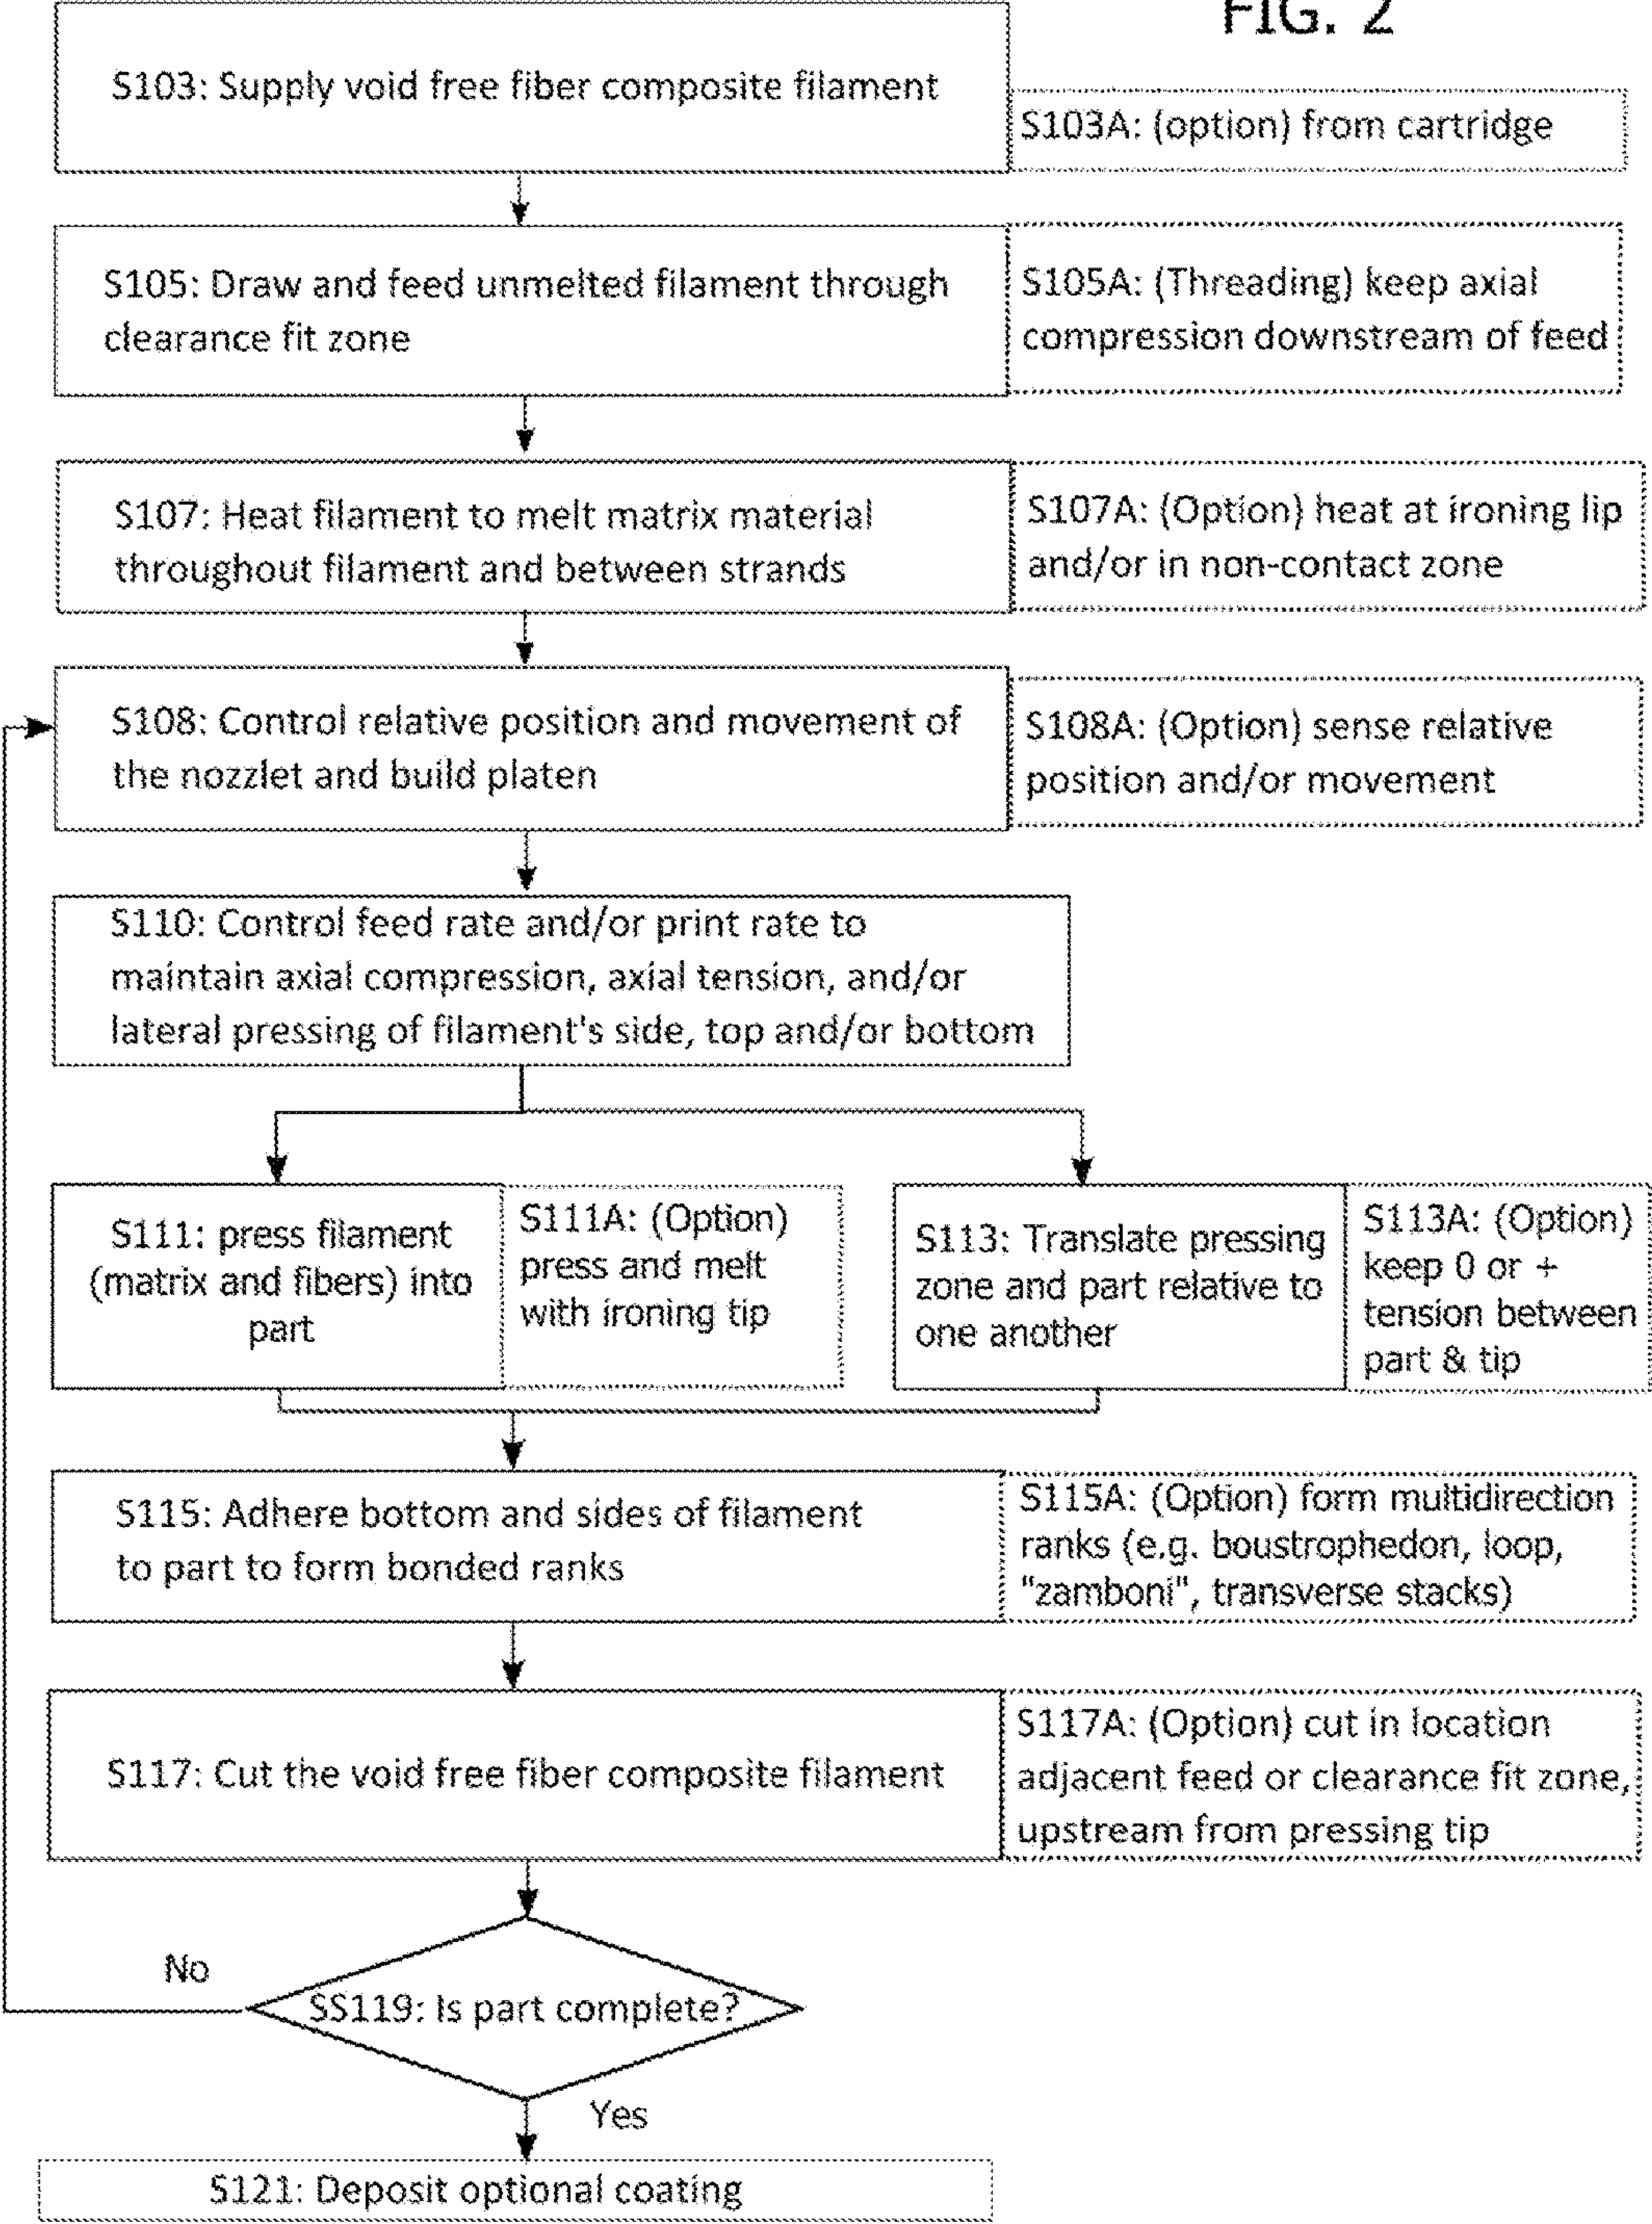 FIG. 2
S103: Supply void free fiber composite filament
S103A: (option) from cartridge
S105: Draw and feed unmelted filament through
clearance fit zone
S105A: (Threading) keep axial
compression downstream of feed
S107: Heat filament to melt matrix material
throughout filament and between strands
S107A: (Option) heat at ironing lip
and/or in non-contact zone
S108: Control relative position and movement of
the nozzlet and build platen
S108A: (Option) sense relative
position and/or movement
S110: Control feed rate and/or print rate to
maintain axial compression, axial tension, and/or
lateral pressing of filament's side, top and/or bottom
S111: press filament
(matrix and fibers) into
part
S111A: (Option)
press and melt
with ironing tip
S113: Translate pressing
zone and part relative to
one another
S113A: (Option)
keep 0 or +
tension between
part & tip
S115: Adhere bottom and sides of filament
to part to form bonded ranks
S115A: (Option) form multidirection
ranks (e.g. boustrophedon, loop,
"zamboni", transverse stacks)
S117: Cut the void free fiber composite filament
S117A: (Option) cut in location
adjacent feed or clearance fit zone,
upstream from pressing tip
No
SS119: Is part complete?
Yes
S121: Deposit optional coating